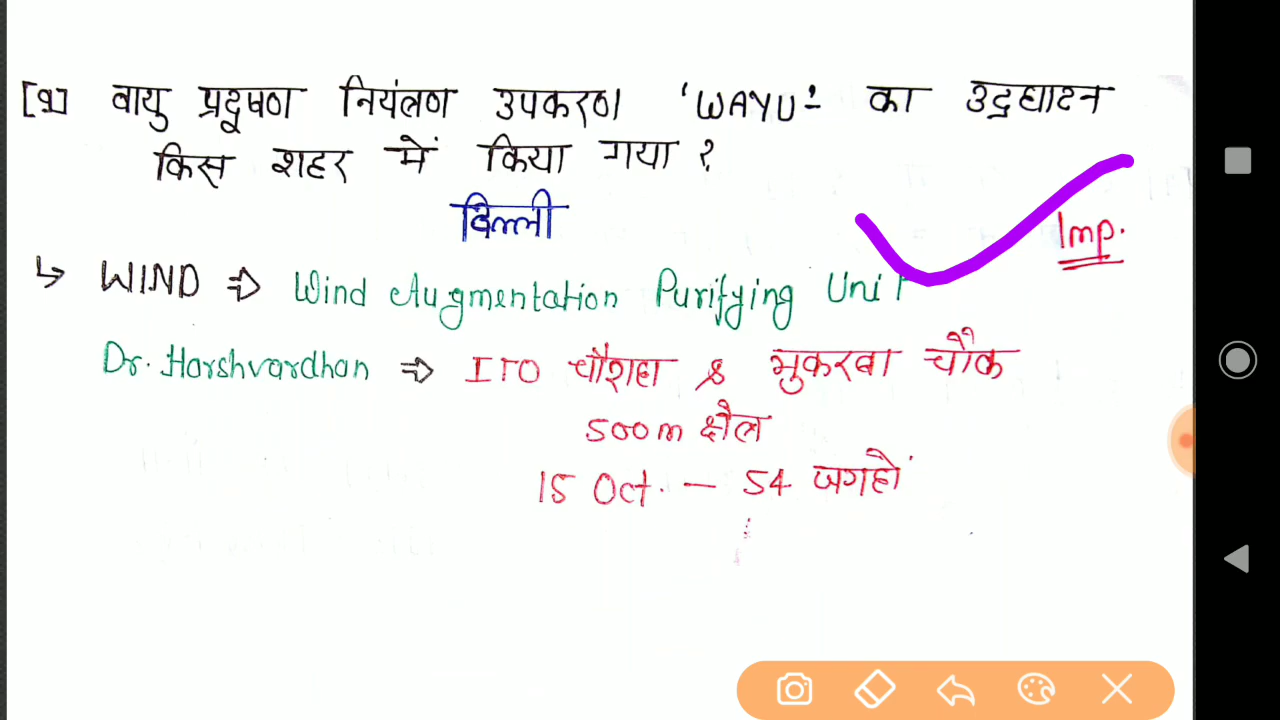 [9] वायु प्रदूषण नियंत्रण उपकरण 'WAYU' का उद्घाटन
किस शहर में किया गया ?
दिल्ली
Imp.
↳ WIND ⇒ Wind Augmentation Purifying Unit
Dr. Harshvardhan ⇒ ITO चौराहा & मुकरबा चौक
500m क्षेत्र
15 Oct. — 54 जगहों